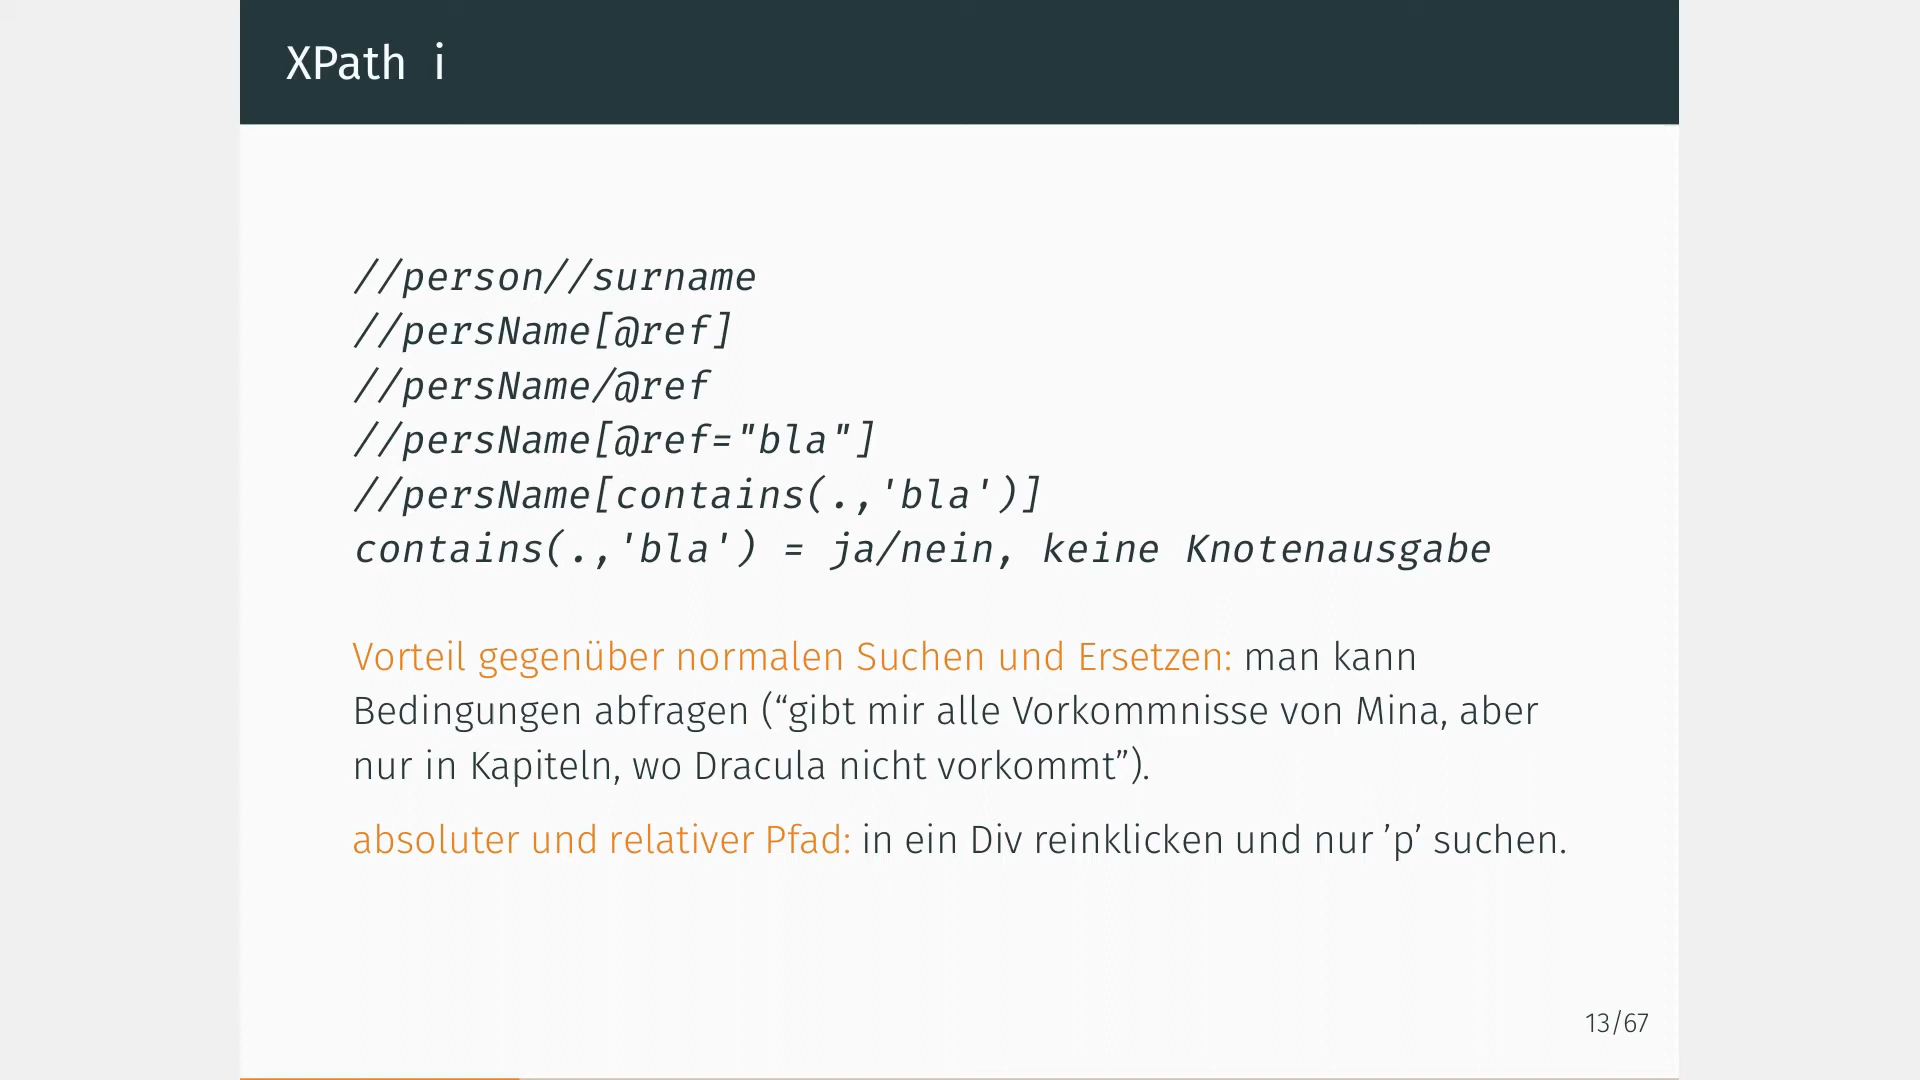 XPath i
//person//surname
//persName[@ref]
//persName/@ref
//persName[@ref="bla"]
//persName[contains(.,'bla')]
contains(.,'bla') = ja/nein, keine Knotenausgabe
Vorteil gegenüber normalen Suchen und Ersetzen: man kann
Bedingungen abfragen (“gibt mir alle Vorkommnisse von Mina, aber
nur in Kapiteln, wo Dracula nicht vorkommt”).
absoluter und relativer Pfad: in ein Div reinklicken und nur ’p’ suchen.
13/67